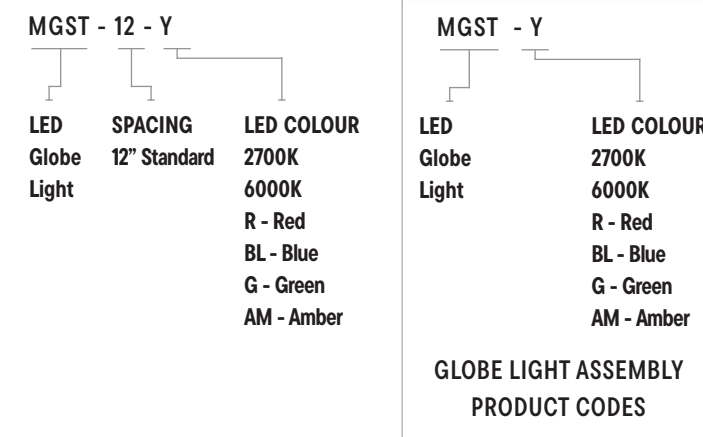 MGST - 12 - Y
LED
Globe
Light
SPACING
12” Standard
LED COLOUR
2700K
6000K
R - Red
BL - Blue
G - Green
AM - Amber
MGST - Y
LED
Globe
Light
LED COLOUR
2700K
6000K
R - Red
BL - Blue
G - Green
AM - Amber
GLOBE LIGHT ASSEMBLY
PRODUCT CODES